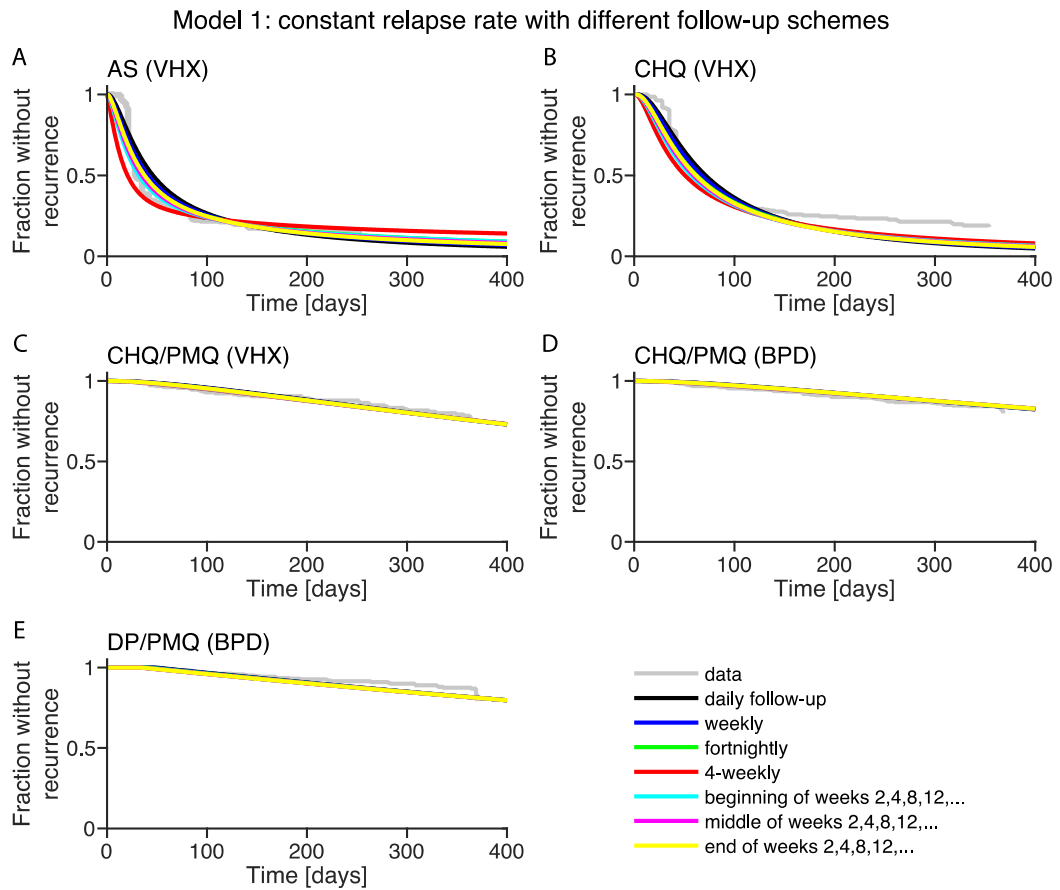 Model 1: constant relapse rate with different follow-up schemes
A
AS (VHX)
Fraction without
recurrence
1
0.5
0
0 100 200 300 400
Time [days]
B
CHQ (VHX)
Fraction without
recurrence
1
0.5
0
0 100 200 300 400
Time [days]
C
CHQ/PMQ (VHX)
Fraction without
recurrence
1
0.5
0
0 100 200 300 400
Time [days]
D
CHQ/PMQ (BPD)
Fraction without
recurrence
1
0.5
0
0 100 200 300 400
Time [days]
E
DP/PMQ (BPD)
Fraction without
recurrence
1
0.5
0
0 100 200 300 400
Time [days]
data
daily follow-up
weekly
fortnightly
4-weekly
beginning of weeks 2,4,8,12,...
middle of weeks 2,4,8,12,...
end of weeks 2,4,8,12,...